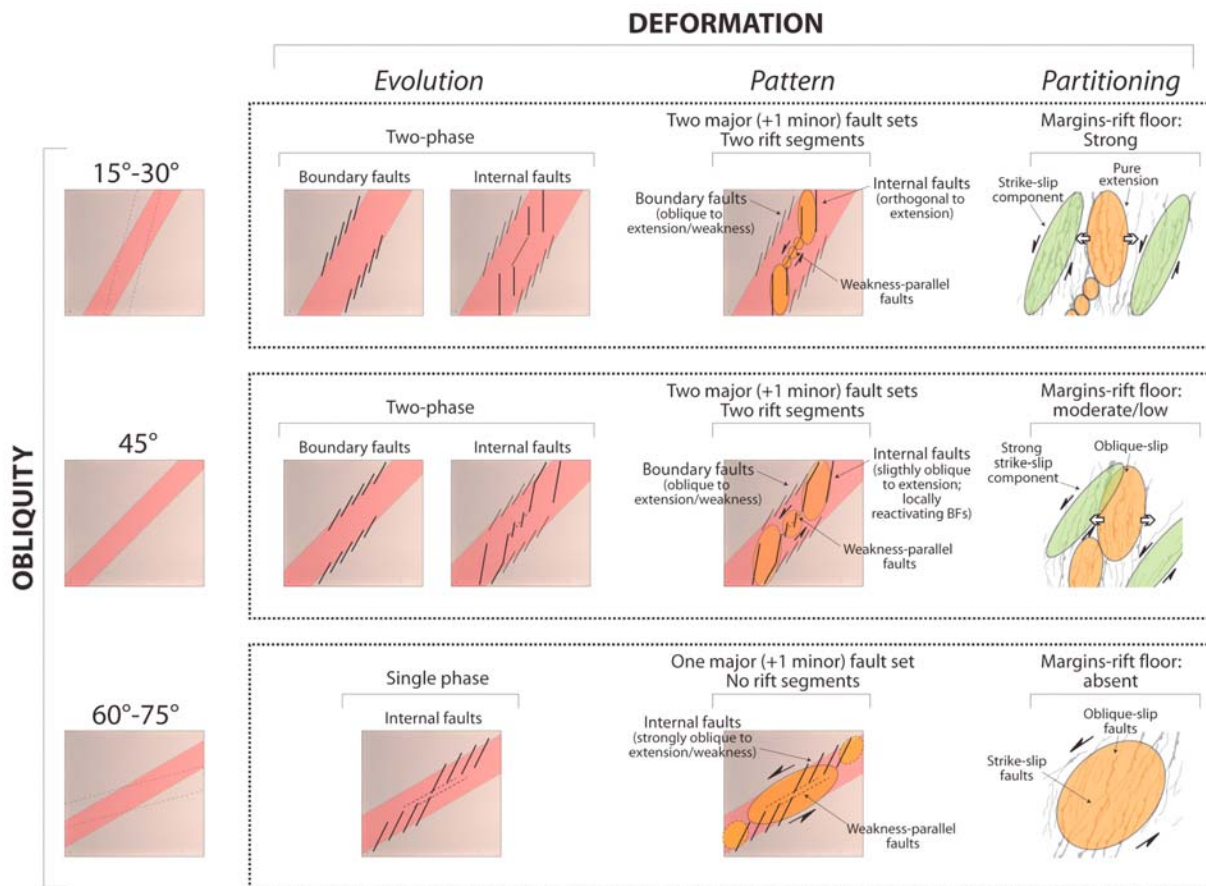 DEFORMATION
Evolution
Pattern
Partitioning
OBLIQUITY
15°-30°
Two-phase
Boundary faults
Internal faults
Two major (+1 minor) fault sets
Two rift segments
Boundary faults
(oblique to
extension/weakness)
Internal faults
(orthogonal to
extension)
Weakness-parallel
faults
Margins-rift floor:
Strong
Strike-slip
component
Pure
extension
45°
Two-phase
Boundary faults
Internal faults
Two major (+1 minor) fault sets
Two rift segments
Boundary faults
(oblique to
extension/weakness)
Internal faults
(sligthly oblique
to extension;
locally
reactivating BFs)
Weakness-parallel
faults
Margins-rift floor:
moderate/low
Strong
strike-slip
component
Oblique-slip
60°-75°
Single phase
Internal faults
One major (+1 minor) fault set
No rift segments
Internal faults
(strongly oblique to
extension/weakness)
Weakness-parallel
faults
Margins-rift floor:
absent
Oblique-slip
faults
Strike-slip
faults